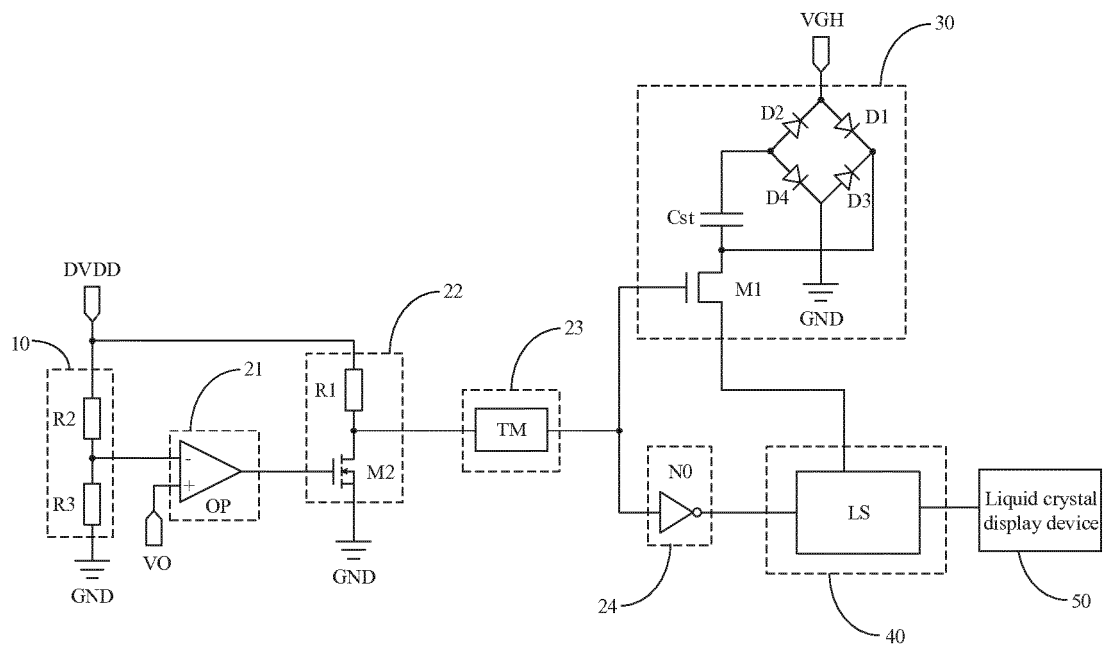 VGH
30
D2
D1
D4
D3
Cst
M1
GND
DVDD
10
21
22
23
R2
R1
TM
-
+
OP
M2
R3
VO
GND
GND
N0
24
LS
40
Liquid crystal
display device
50